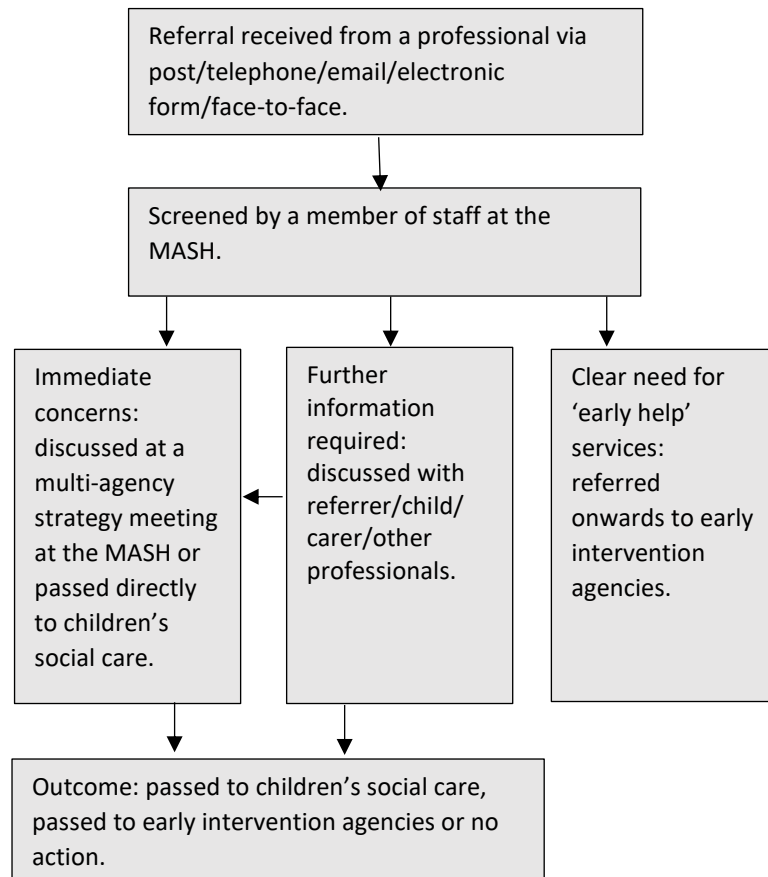 Referral received from a professional via
post/telephone/email/electronic
form/face-to-face.
Screened by a member of staff at the
MASH.
Immediate
concerns:
discussed at a
multi-agency
strategy meeting
at the MASH or
passed directly
to children’s
social care.
Further
information
required:
discussed with
referrer/child/
carer/other
professionals.
Clear need for
‘early help’
services:
referred
onwards to early
intervention
agencies.
Outcome: passed to children’s social care,
passed to early intervention agencies or no
action.